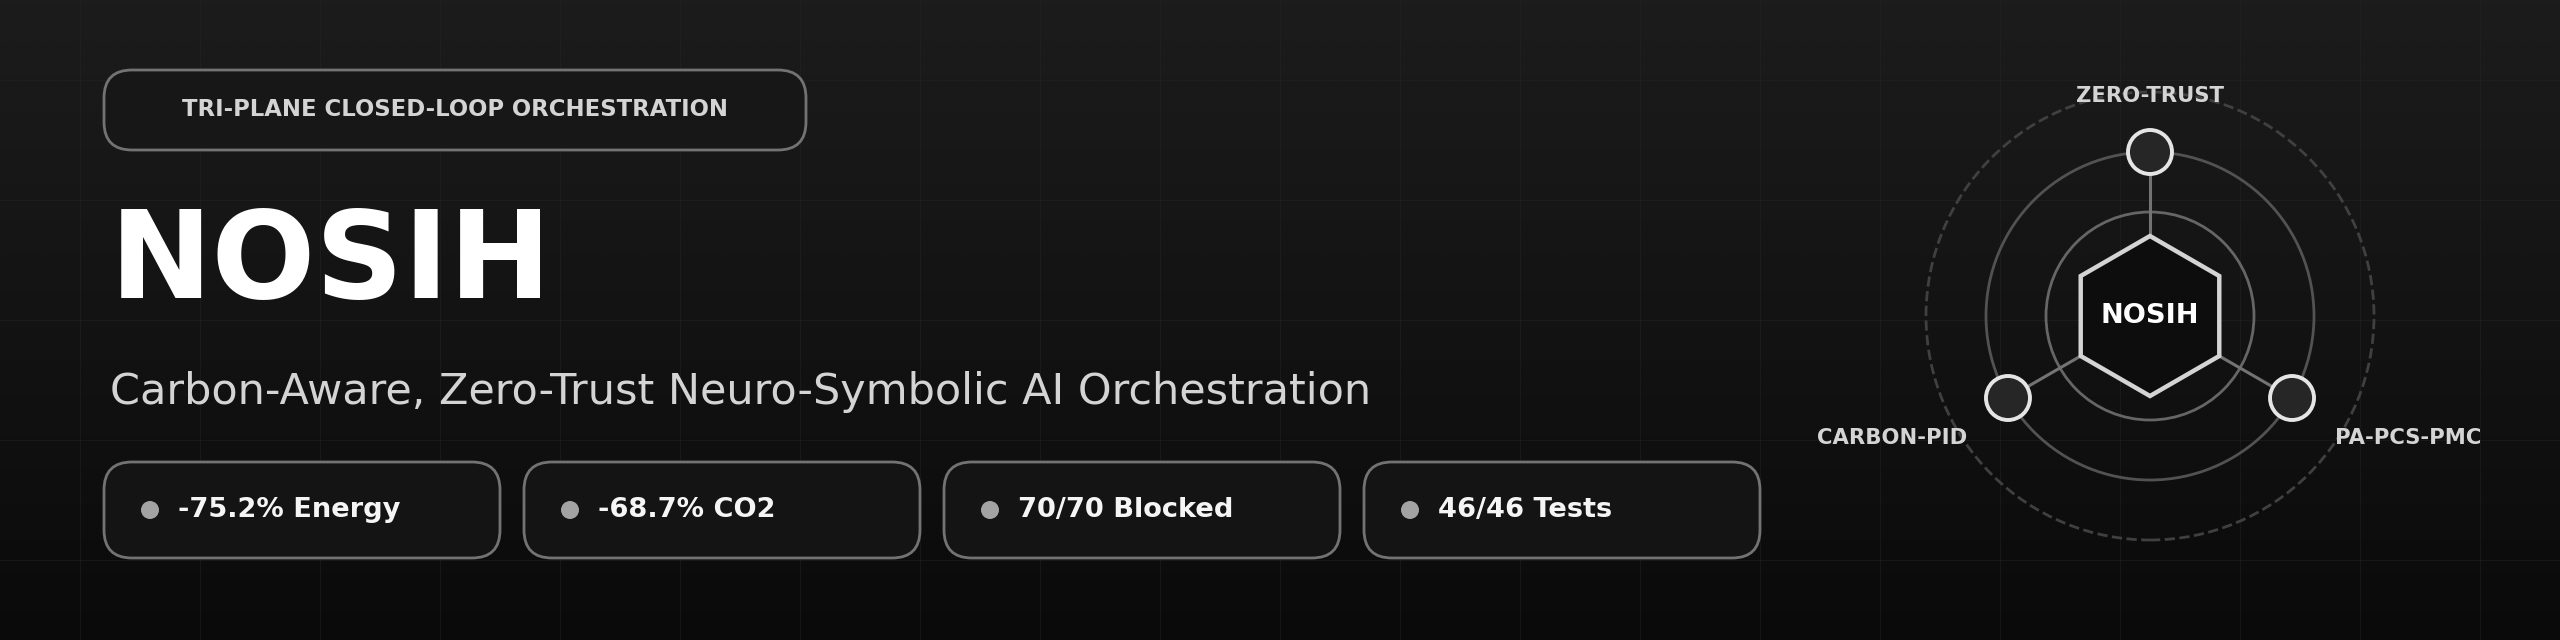 TRI-PLANE CLOSED-LOOP ORCHESTRATION
NOSIH
Carbon-Aware, Zero-Trust Neuro-Symbolic AI Orchestration
-75.2% Energy
-68.7% CO2
70/70 Blocked
46/46 Tests
ZERO-TRUST
NOSIH
CARBON-PID
PA-PCS-PMC